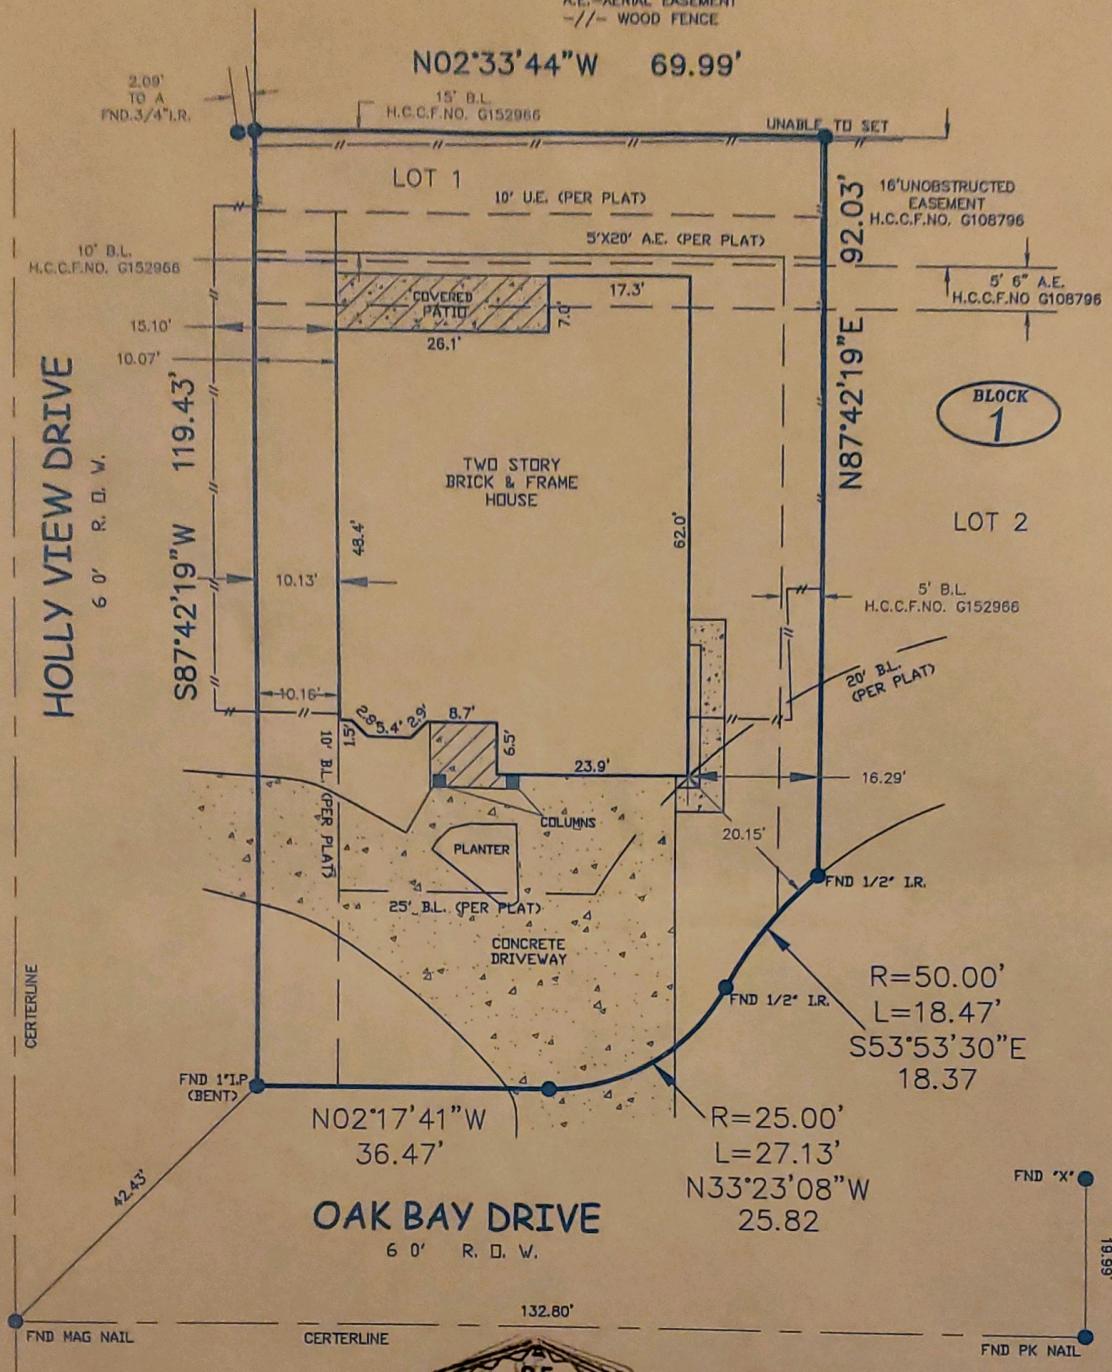 A.E.-AERIAL EASEMENT
-//- WOOD FENCE
N02°33'44"W 69.99'
2.09'
TO A
FND.3/4"I.R.
15' B.L.
H.C.C.F.NO. G152966
UNABLE TO SET
LOT 1
10' U.E. (PER PLAT)
16'UNOBSTRUCTED
EASEMENT
H.C.C.F.NO. G108796
5'X20' A.E. (PER PLAT)
10' B.L.
H.C.C.F.NO. G152966
5' 6" A.E.
H.C.C.F.NO G108796
N87°42'19"E 92.03'
COVERED
PATIO
17.3'
7.0'
26.1'
15.10'
10.07'
HOLLY VIEW DRIVE
60' R.O.W.
S87°42'19"W 119.43'
BLOCK
1
TWO STORY
BRICK & FRAME
HOUSE
48.4'
62.0'
LOT 2
10.13'
5' B.L.
H.C.C.F.NO. G152966
20' B.L.
(PER PLAT)
10.16'
1.5'
2.8'
5.4'
2.9'
8.7'
6.5'
23.9'
16.29'
10' B.L. (PER PLAT)
COLUMNS
20.15'
PLANTER
FND 1/2" I.R.
25' B.L. (PER PLAT)
CONCRETE
DRIVEWAY
FND 1/2" I.R.
R=50.00'
L=18.47'
S53°53'30"E
18.37
CERTERLINE
FND 1"I.P
(BENT)
N02°17'41"W
36.47'
R=25.00'
L=27.13'
N33°23'08"W
25.82
42.43'
OAK BAY DRIVE
60' R.O.W.
FND "X"
19.99'
132.80'
FND MAG NAIL
CERTERLINE
FND PK NAIL